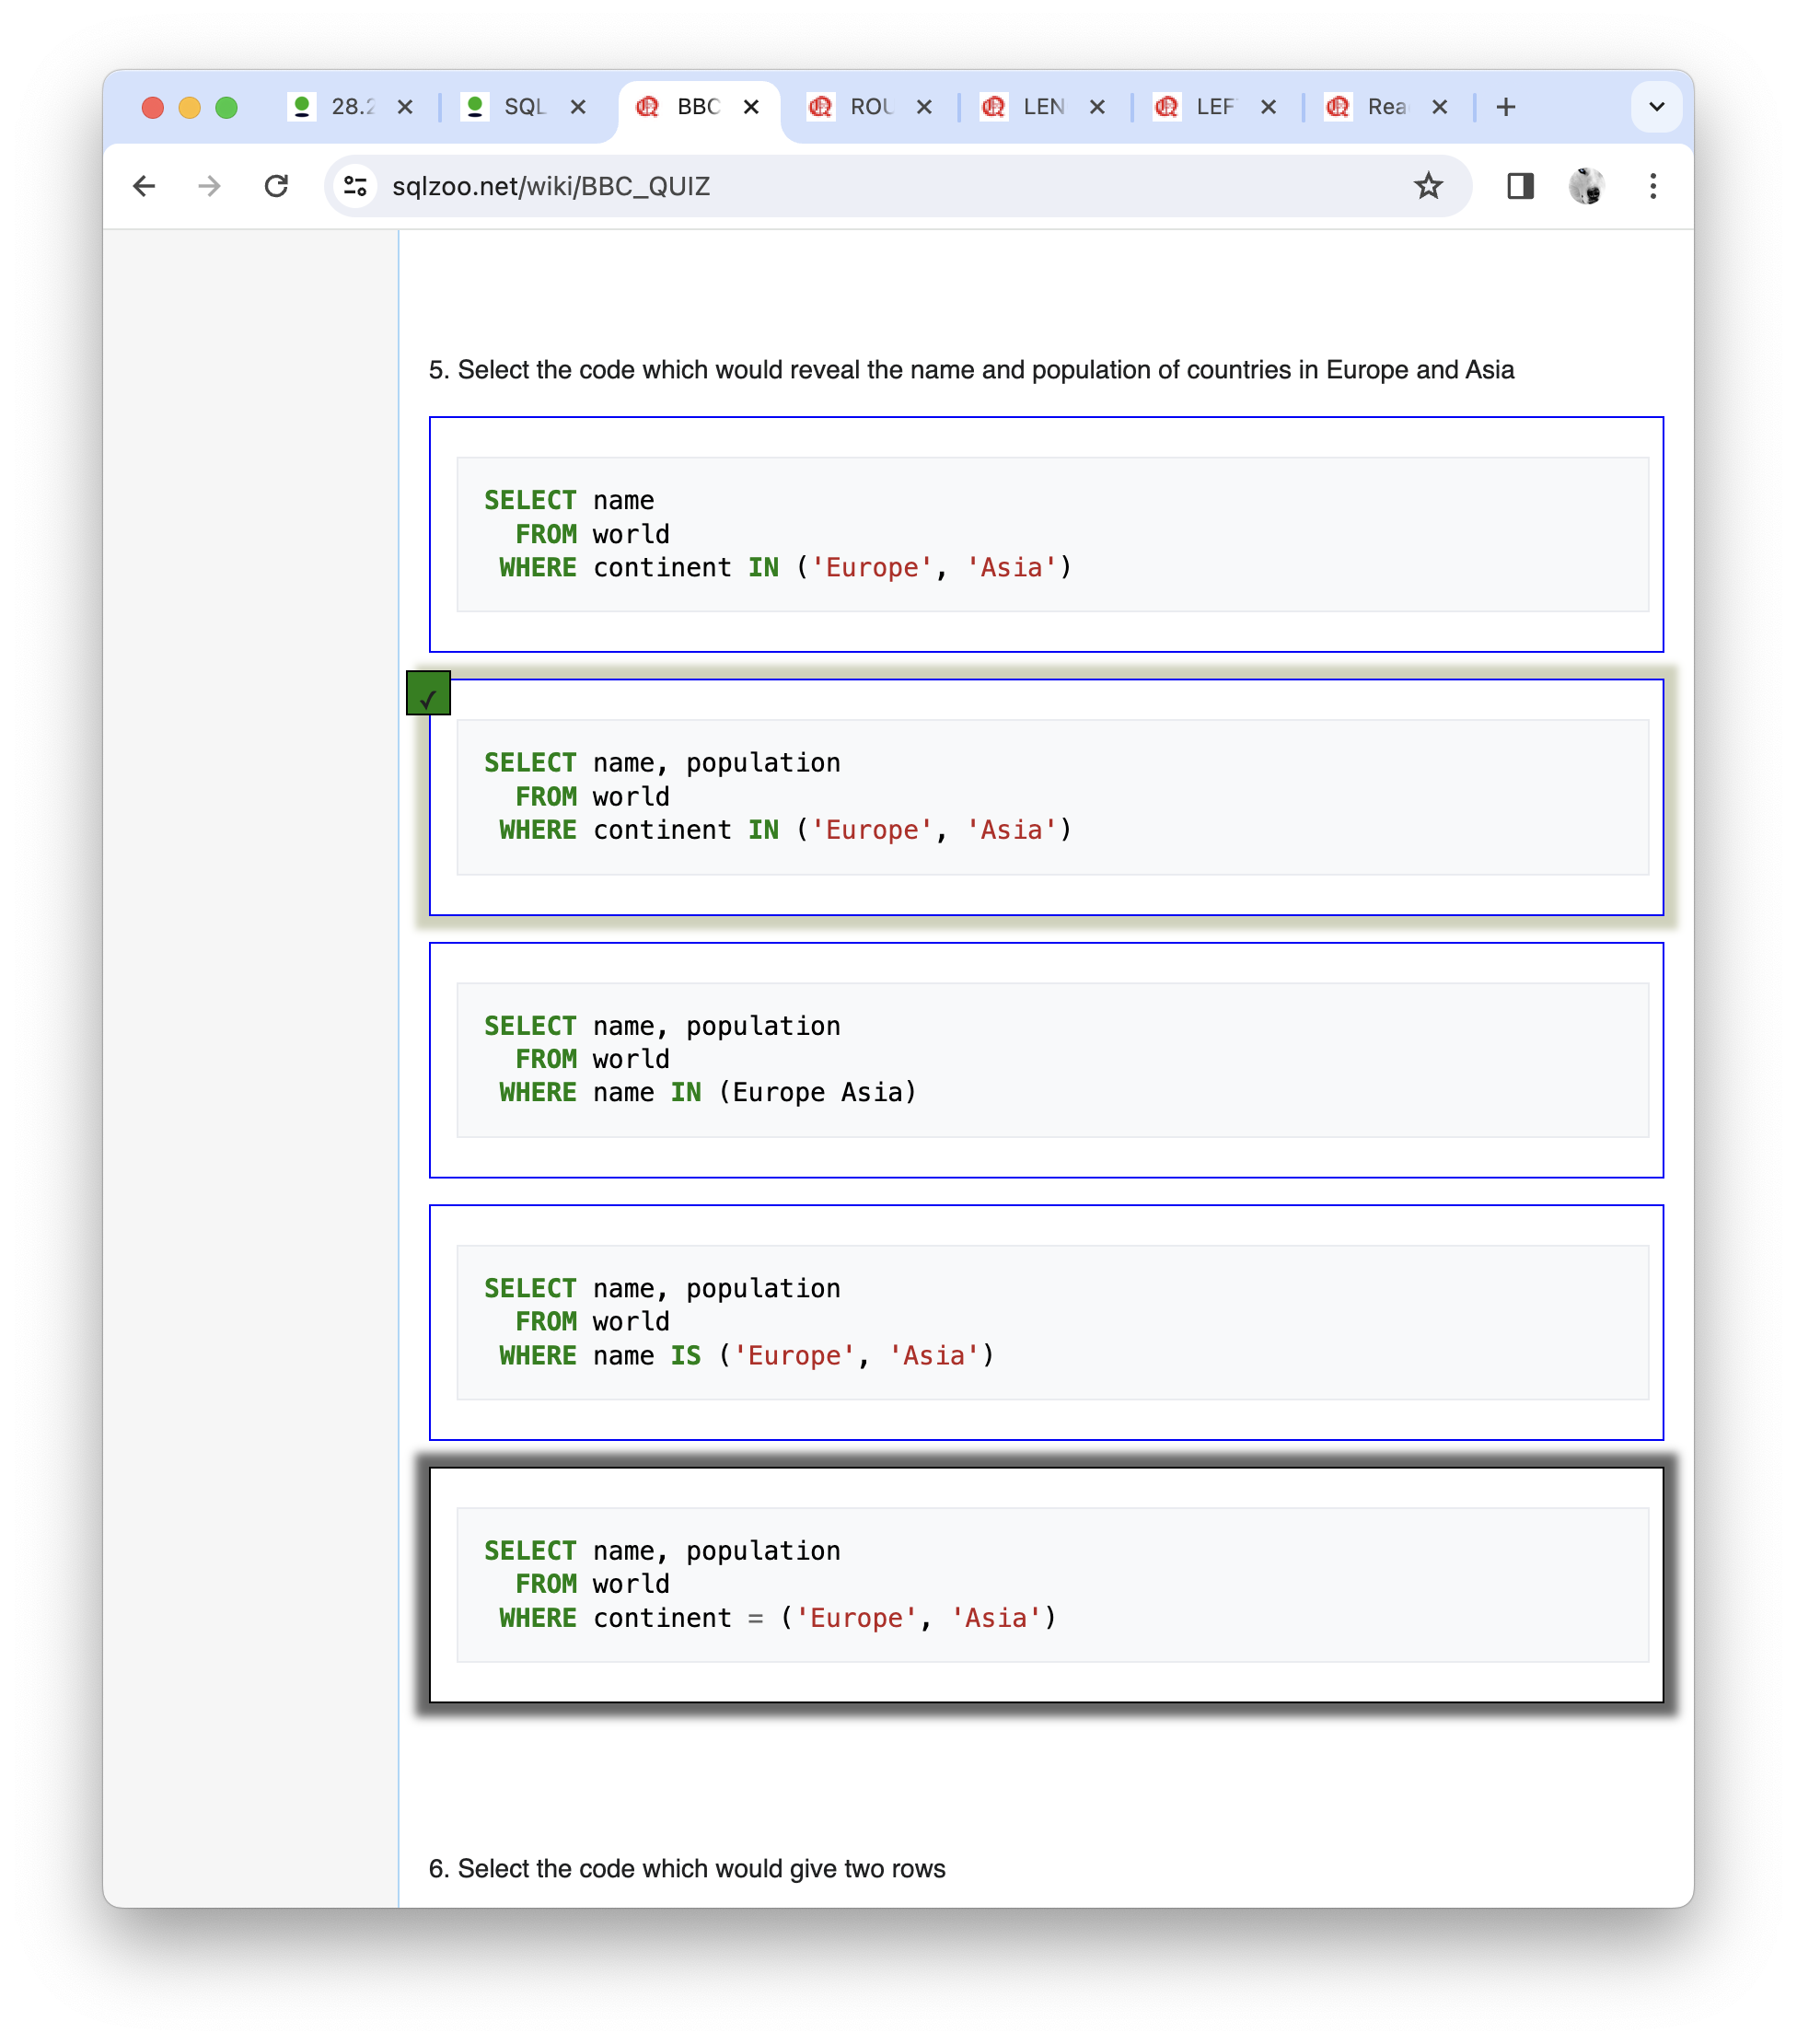 28.2 SQL BBC ROU LEN LEF Rea
sqlzoo.net/wiki/BBC_QUIZ
5. Select the code which would reveal the name and population of countries in Europe and Asia
SELECT name
FROM world
WHERE continent IN ('Europe', 'Asia')
✓
SELECT name, population
FROM world
WHERE continent IN ('Europe', 'Asia')
SELECT name, population
FROM world
WHERE name IN (Europe Asia)
SELECT name, population
FROM world
WHERE name IS ('Europe', 'Asia')
SELECT name, population
FROM world
WHERE continent = ('Europe', 'Asia')
6. Select the code which would give two rows